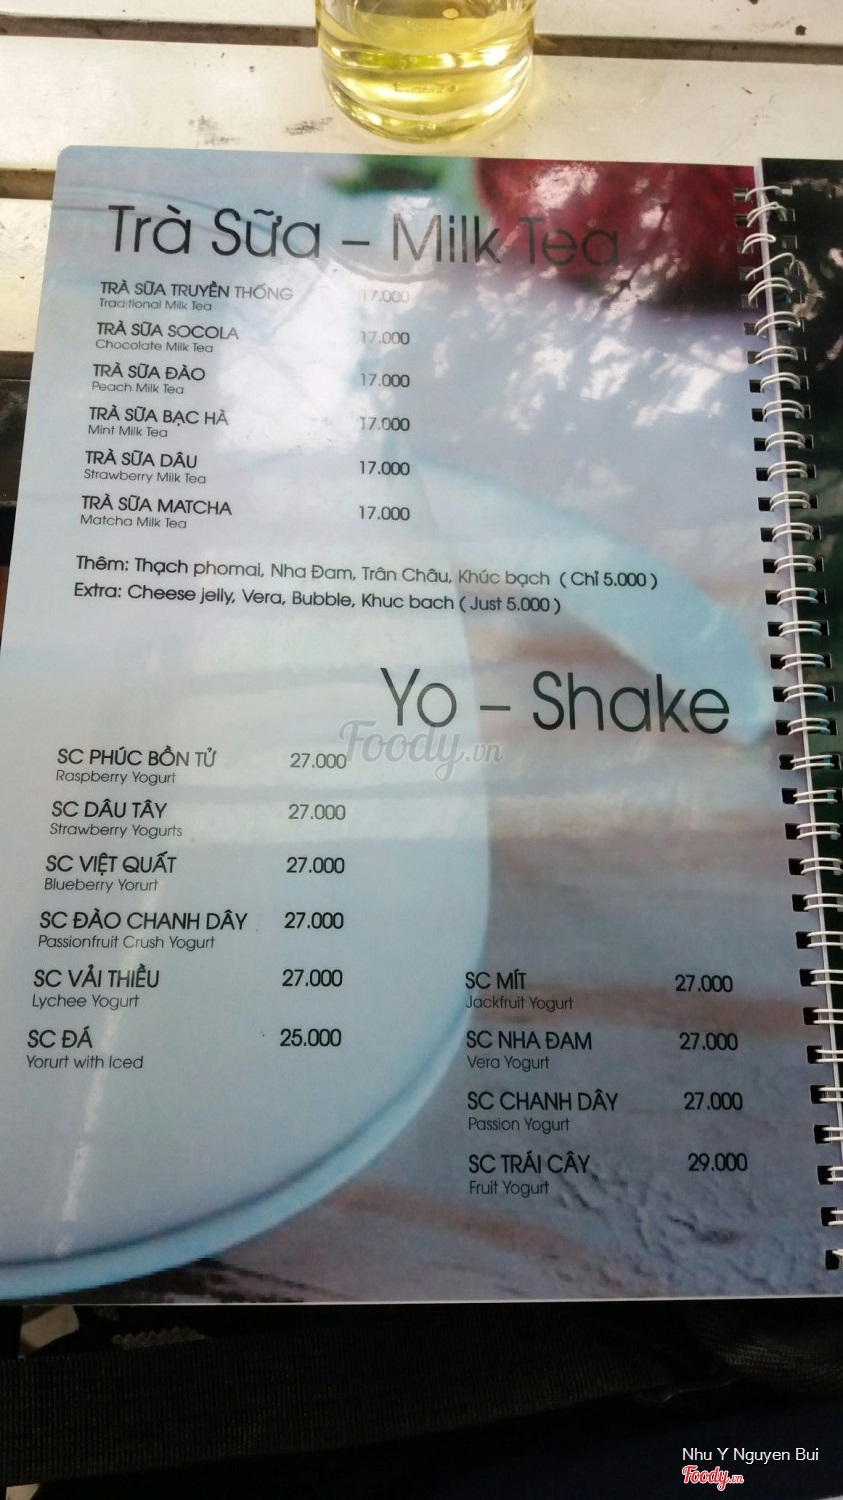 Trà Sữa – Milk Tea
TRÀ SỮA TRUYỀN THỐNG 17.000
Traditional Milk Tea
TRÀ SỮA SOCOLA 17.000
Chocolate Milk Tea
TRÀ SỮA ĐÀO 17.000
Peach Milk Tea
TRÀ SỮA BẠC HÀ 17.000
Mint Milk Tea
TRÀ SỮA DÂU 17.000
Strawberry Milk Tea
TRÀ SỮA MATCHA 17.000
Matcha Milk Tea
Thêm: Thạch phomai, Nha Đam, Trân Châu, Khúc bạch ( Chỉ 5.000 )
Extra: Cheese jelly, Vera, Bubble, Khuc bach ( Just 5.000 )
Yo – Shake
Foody.vn
SC PHÚC BỒN TỬ 27.000
Raspberry Yogurt
SC DÂU TÂY 27.000
Strawberry Yogurts
SC VIỆT QUẤT 27.000
Blueberry Yorurt
SC ĐÀO CHANH DÂY 27.000
Passionfruit Crush Yogurt
SC VẢI THIỀU 27.000
Lychee Yogurt
SC ĐÁ 25.000
Yorurt with Iced
SC MÍT 27.000
Jackfruit Yogurt
SC NHA ĐAM 27.000
Vera Yogurt
SC CHANH DÂY 27.000
Passion Yogurt
SC TRÁI CÂY 29.000
Fruit Yogurt
Nhu Y Nguyen Bui
Foody.vn